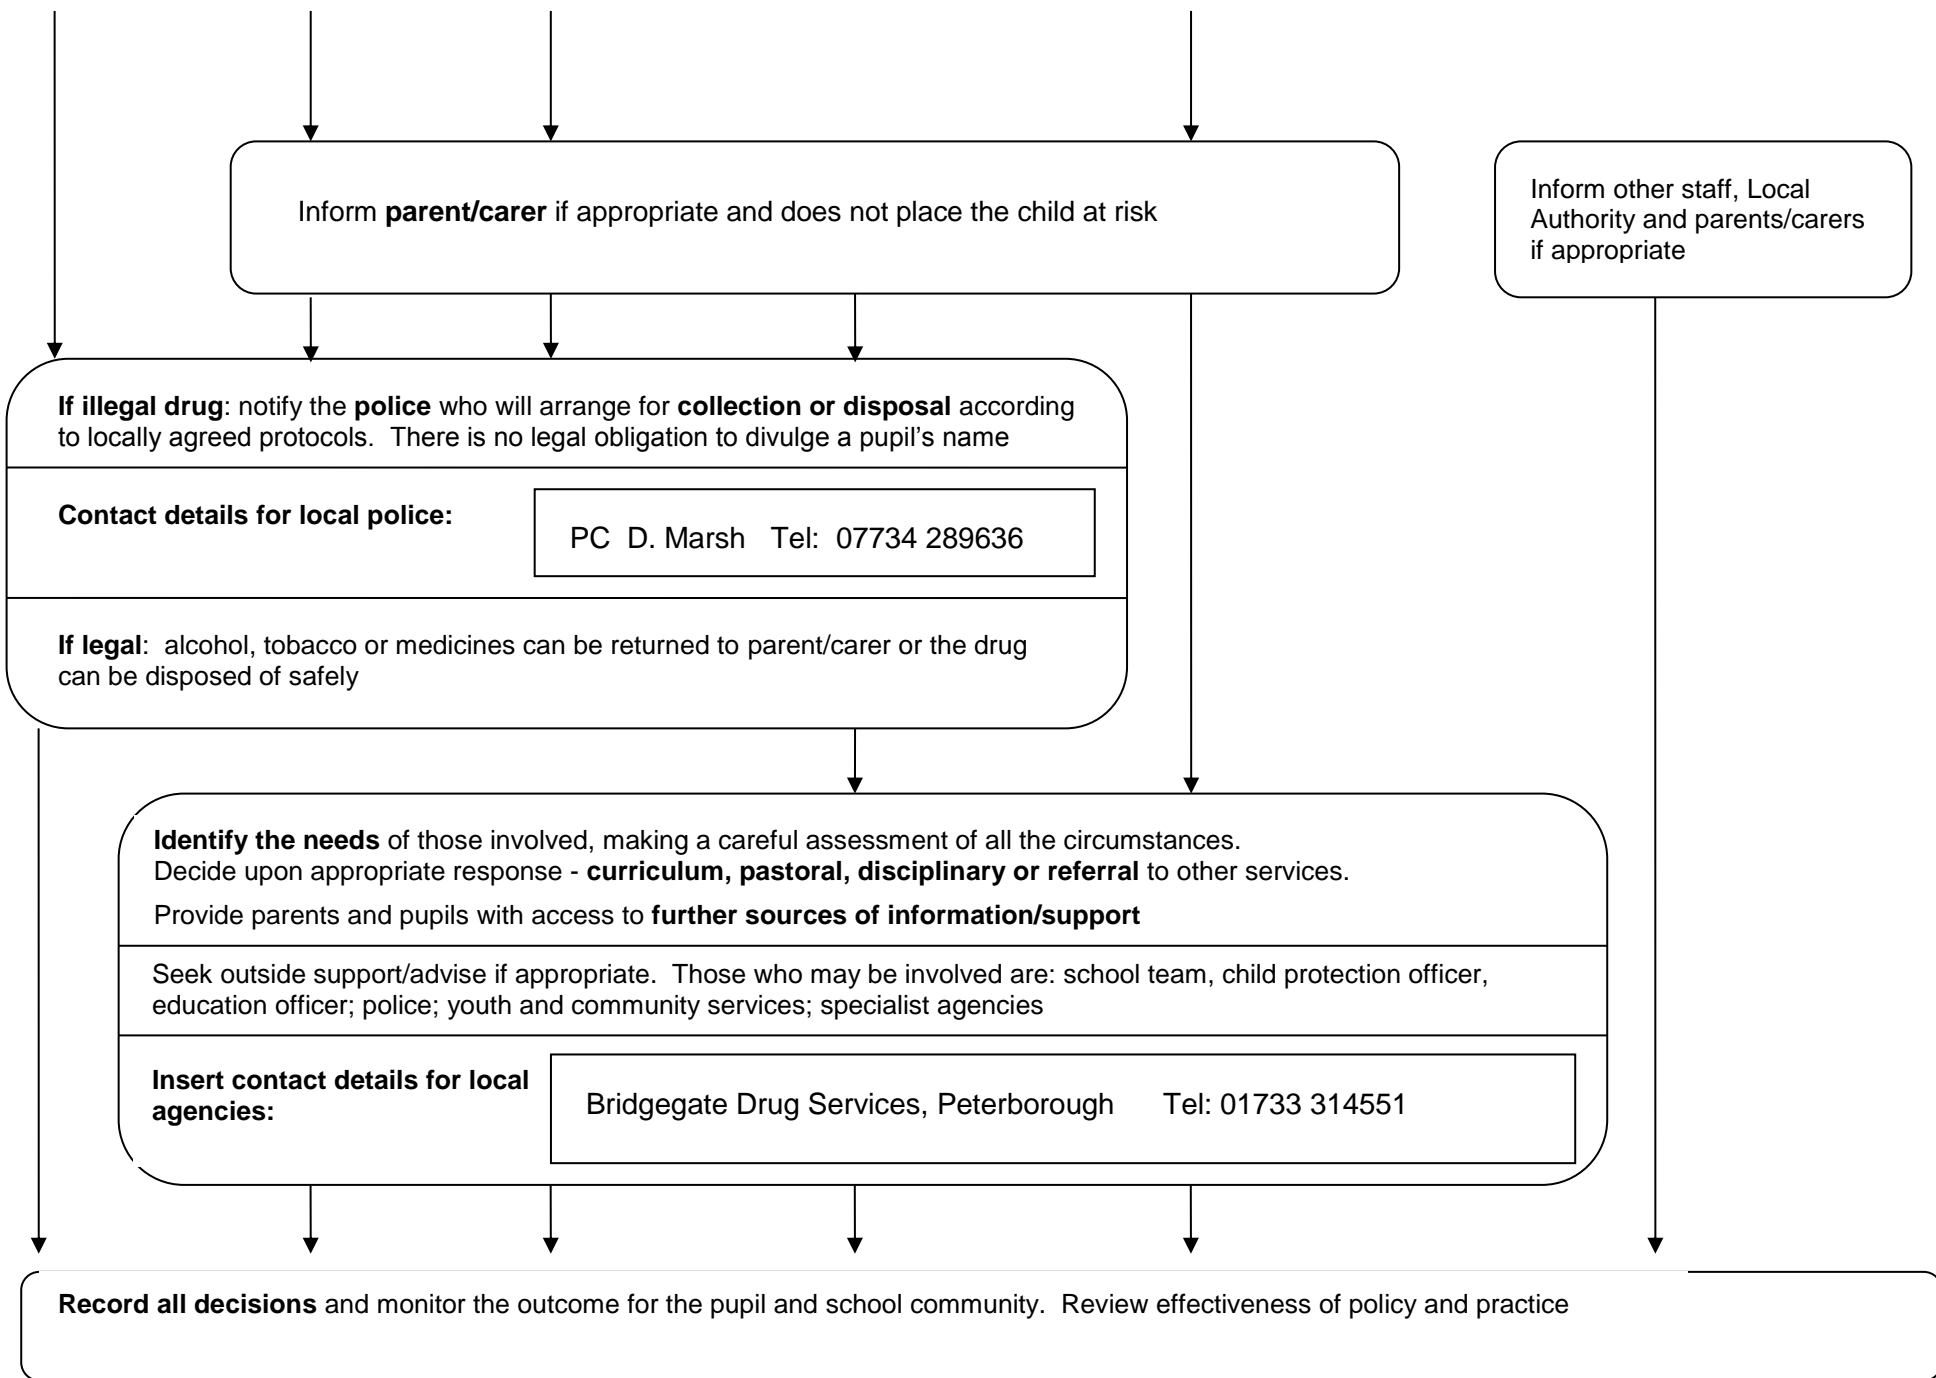 Inform parent/carer if appropriate and does not place the child at risk
Inform other staff, Local
Authority and parents/carers
if appropriate
If illegal drug: notify the police who will arrange for collection or disposal according
to locally agreed protocols.  There is no legal obligation to divulge a pupil's name
Contact details for local police:
PC  D. Marsh   Tel:  07734 289636
If legal:  alcohol, tobacco or medicines can be returned to parent/carer or the drug
can be disposed of safely
Identify the needs of those involved, making a careful assessment of all the circumstances.
Decide upon appropriate response - curriculum, pastoral, disciplinary or referral to other services.
Provide parents and pupils with access to further sources of information/support
Seek outside support/advise if appropriate.  Those who may be involved are: school team, child protection officer,
education officer; police; youth and community services; specialist agencies
Insert contact details for local
agencies:
Bridgegate Drug Services, Peterborough      Tel: 01733 314551
Record all decisions and monitor the outcome for the pupil and school community.  Review effectiveness of policy and practice